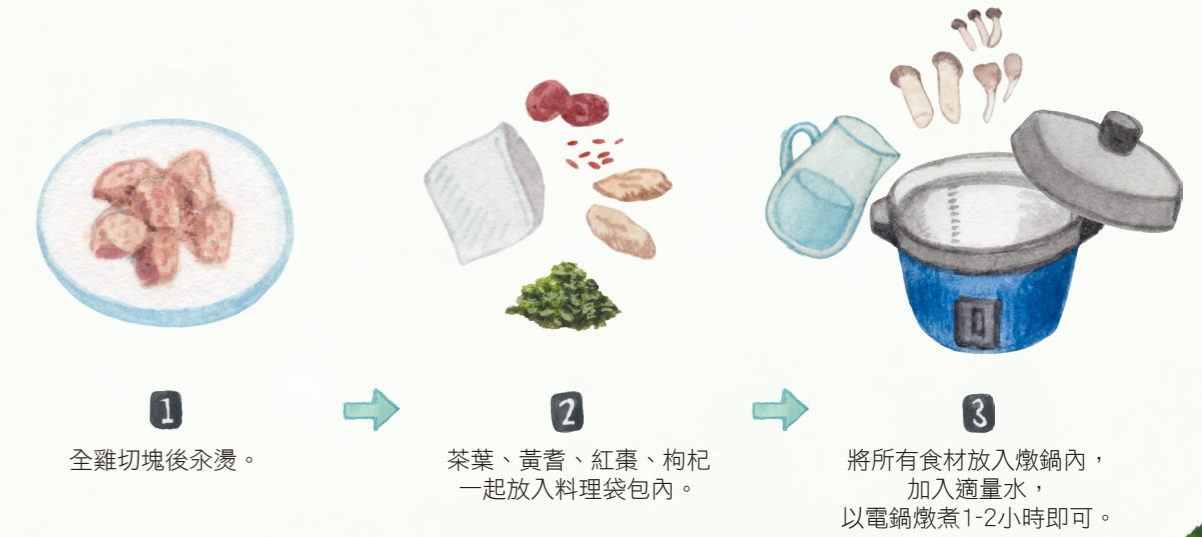 1
全雞切塊後汆燙。
2
茶葉、黃耆、紅棗、枸杞
一起放入料理袋包內。
3
將所有食材放入燉鍋內，
加入適量水，
以電鍋燉煮1-2小時即可。